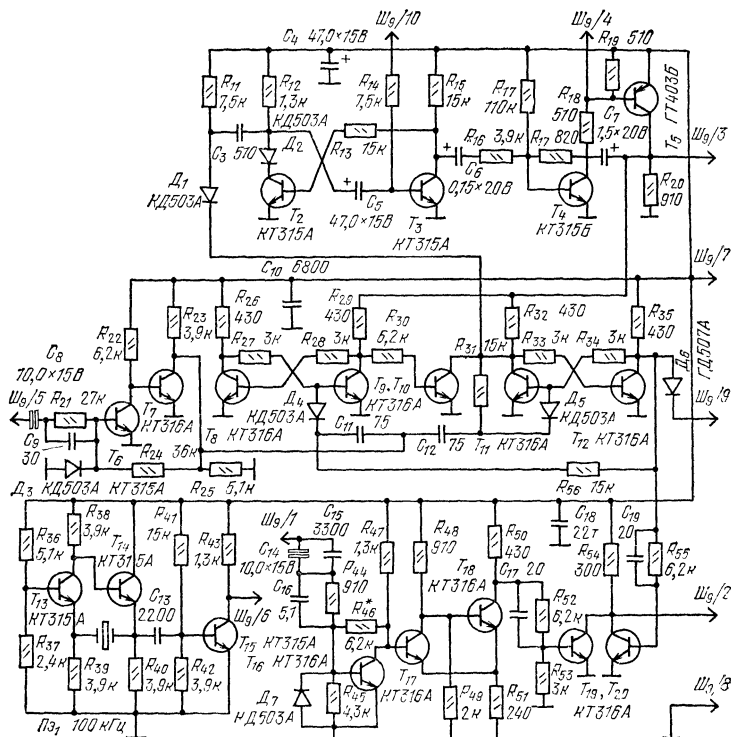 Ш9/10
Ш9/4
C4 47,0×15В
R19 510
R11 7,5к
R12 1,3к
R14 7,5к
R15 15к
R17 110к
R18 510
C7 1,5×20В
ГТ403Б
КД503А
C3 510
Д2
R13 15к
R16 3,9к
R17 820
T5
Ш9/3
Д1 КД503А
T2 КТ315А
C5 47,0×15В
T3 КТ315А
C6 0,15×20В
T4 КТ315Б
R20 910
Ш9/7
C10 6800
R22 6,2к
R23 3,9к
R26 430
R29 430
R32 430
R35 430
R27 3к
R28 3к
R30 6,2к
R31 15к
R33 3к
R34 3к
Д6
ГД507А
C8 10,0×15В
Ш9/5
R21 27к
C9 30
T7 КТ316А
T8
Д4 КД503А
T9, T10 КТ316А
Д5 КД503А
Ш9/9
C11 75
C12 75
T11 КТ316А
T12 КТ316А
Д3 КД503А
T6 КТ315А
R24 36к
R25 5,1к
R56 15к
R36 5,1к
R38 3,9к
T14 КТ315А
R41 15к
R43 1,3к
Ш9/1
C15 3300
C14 10,0×15В
R47 1,3к
R48 910
R50 430
C18 22т
C19 20
R54 300
R55 6,2к
T13 КТ315А
C13 2200
Ш9/6
C16 5,1
R44 910
R46* 6,2к
T18 КТ316А
C17 20
R52 6,2к
Ш9/2
R37 2,4к
R39 3,9к
R40 3,9к
R42 3,9к
T15 КТ315А
T16 КТ316А
T17 КТ316А
R53 3к
T19, T20 КТ316А
Пэ1 100 кГц
Д7 КД503А
R45 4,3к
R49 2к
R51 240
Ш9/8